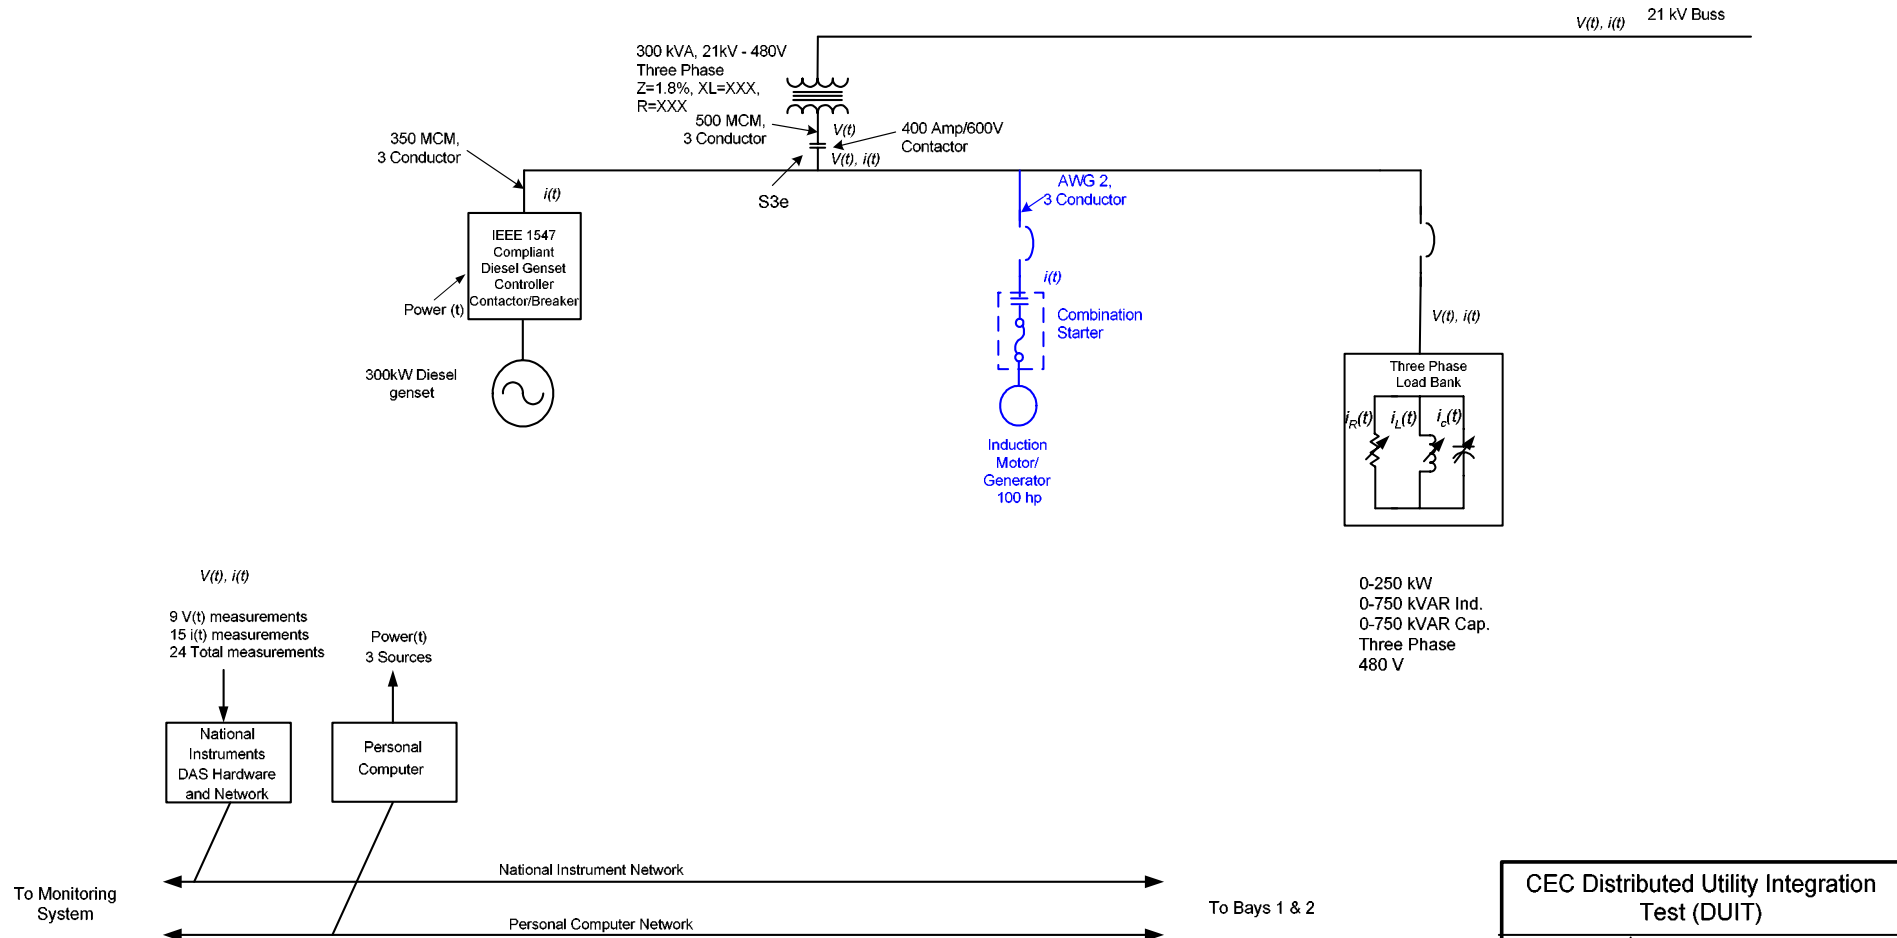 V(t), i(t)
21 kV Buss
300 kVA, 21kV - 480V
Three Phase
Z=1.8%, XL=XXX,
R=XXX
500 MCM,
3 Conductor
V(t)
400 Amp/600V
Contactor
V(t), i(t)
S3e
350 MCM,
3 Conductor
i(t)
IEEE 1547
Compliant
Diesel Genset
Controller
Contactor/Breaker
Power (t)
300kW Diesel
genset
AWG 2,
3 Conductor
i(t)
Combination
Starter
Induction
Motor/
Generator
100 hp
V(t), i(t)
Three Phase
Load Bank
iR(t)
iL(t)
ic(t)
0-250 kW
0-750 kVAR Ind.
0-750 kVAR Cap.
Three Phase
480 V
V(t), i(t)
9 V(t) measurements
15 i(t) measurements
24 Total measurements
Power(t)
3 Sources
National
Instruments
DAS Hardware
and Network
Personal
Computer
To Monitoring
System
National Instrument Network
Personal Computer Network
To Bays 1 & 2
CEC Distributed Utility Integration
Test (DUIT)